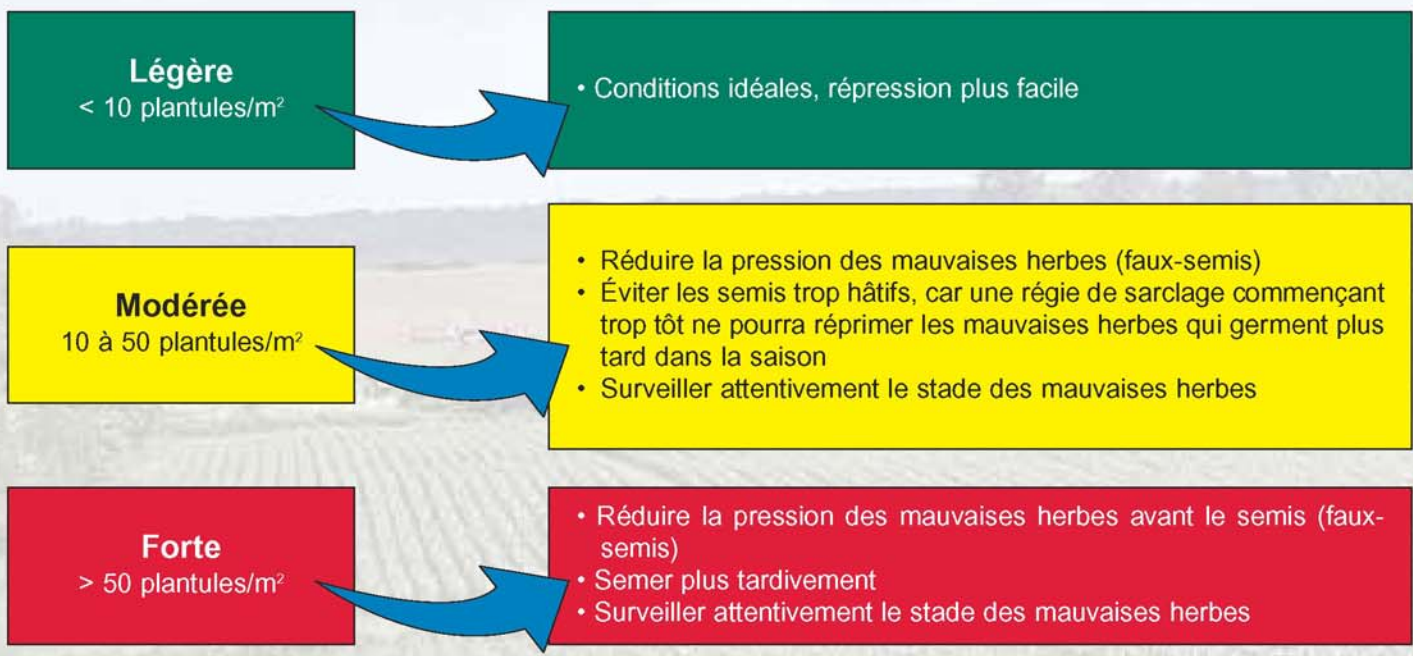 Légère
< 10 plantules/m²
• Conditions idéales, répression plus facile
Modérée
10 à 50 plantules/m²
• Réduire la pression des mauvaises herbes (faux-semis)
• Éviter les semis trop hâtifs, car une régie de sarclage commençant
trop tôt ne pourra réprimer les mauvaises herbes qui germent plus
tard dans la saison
• Surveiller attentivement le stade des mauvaises herbes
Forte
> 50 plantules/m²
• Réduire la pression des mauvaises herbes avant le semis (faux-
semis)
• Semer plus tardivement
• Surveiller attentivement le stade des mauvaises herbes